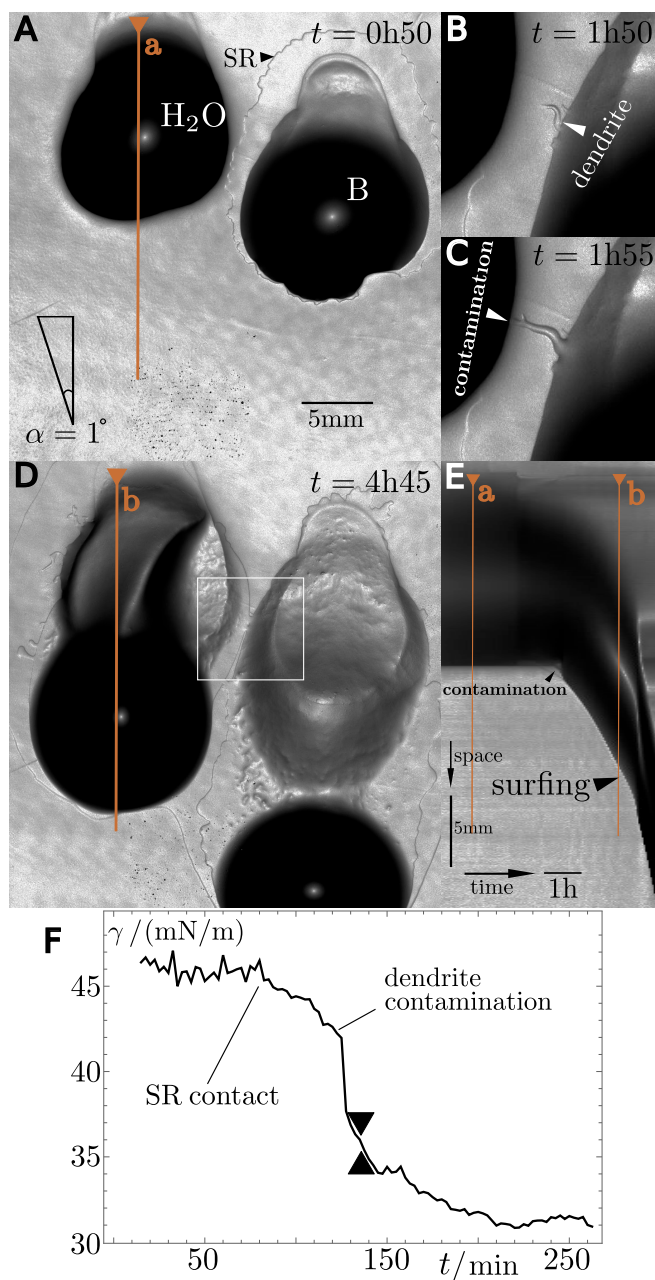 A
a
t = 0h50
SR
H₂O
B
α = 1°
5mm
B
t = 1h50
dendrite
C
t = 1h55
contamination
D
b
t = 4h45
E
a
b
contamination
space
surfing
5mm
time
1h
F
γ /(mN/m)
45
dendrite
contamination
40
SR contact
35
30
50
150
t/min
250